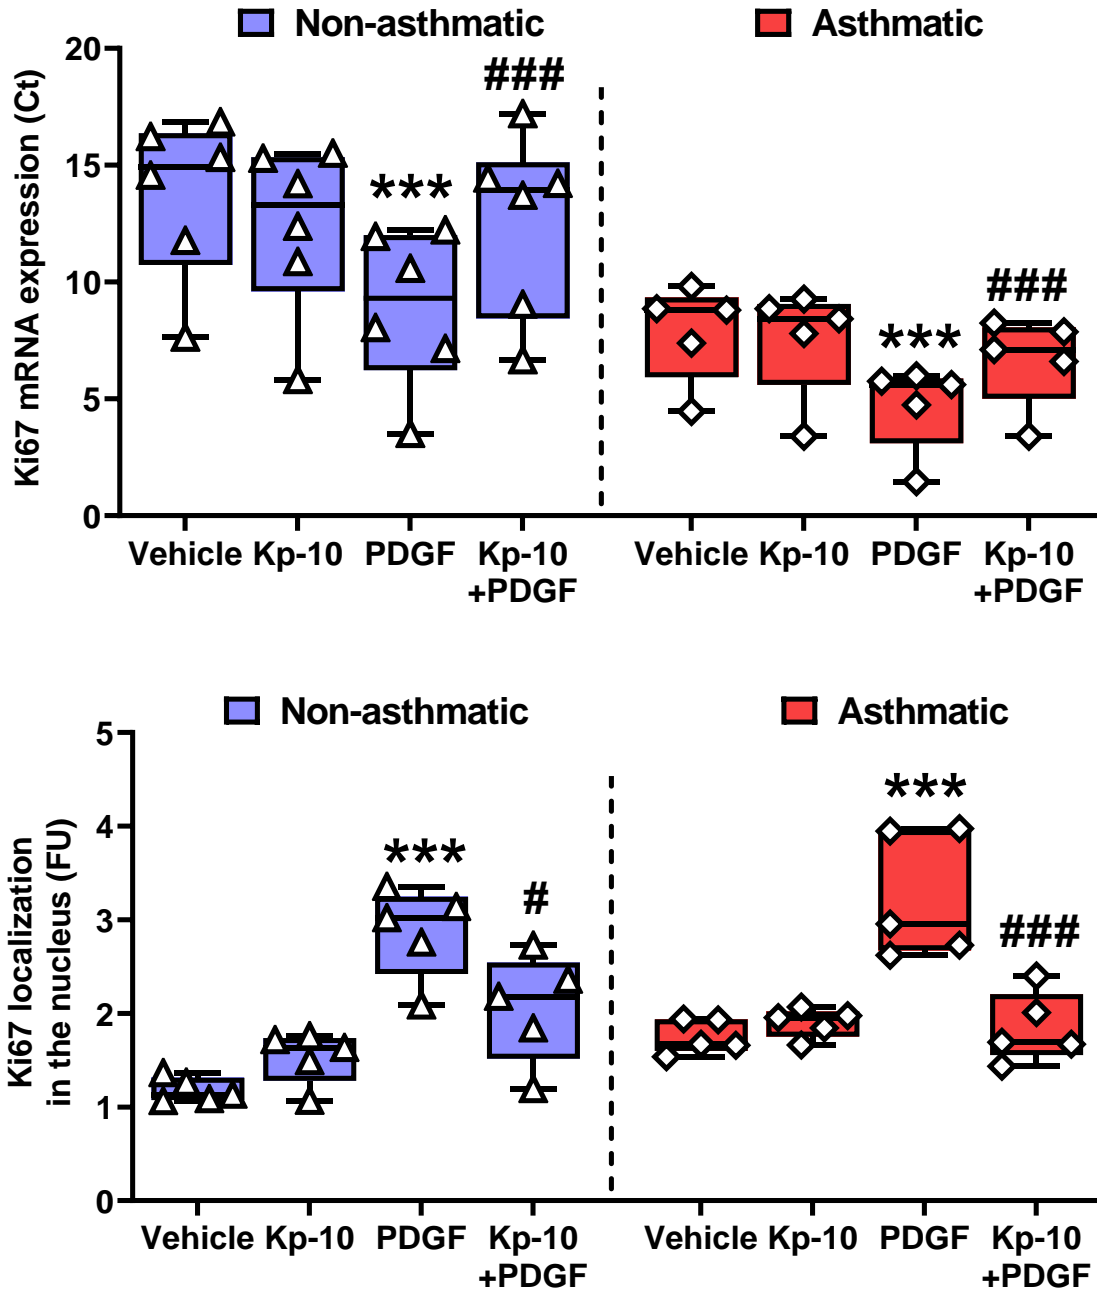 Non-asthmatic Asthmatic
Ki67 mRNA expression (Ct)
20
15
10
5
0
###
***
***
###
Vehicle Kp-10 PDGF Kp-10
+PDGF
Vehicle Kp-10 PDGF Kp-10
+PDGF
Non-asthmatic Asthmatic
Ki67 localization
in the nucleus (FU)
5
4
3
2
1
0
***
#
***
###
Vehicle Kp-10 PDGF Kp-10
+PDGF
Vehicle Kp-10 PDGF Kp-10
+PDGF